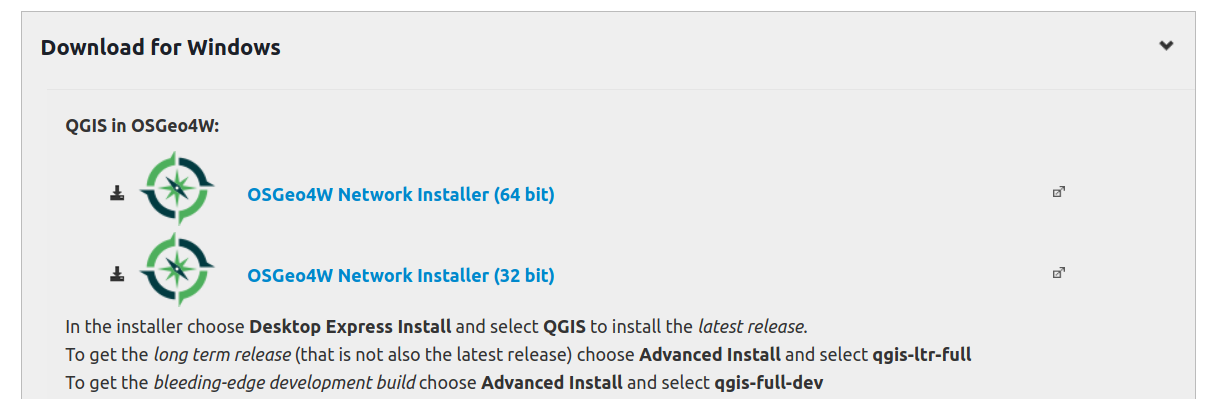 Download for Windows
QGIS in OSGeo4W:
OSGeo4W Network Installer (64 bit)
OSGeo4W Network Installer (32 bit)
In the installer choose Desktop Express Install and select QGIS to install the latest release.
To get the long term release (that is not also the latest release) choose Advanced Install and select qgis-ltr-full
To get the bleeding-edge development build choose Advanced Install and select qgis-full-dev